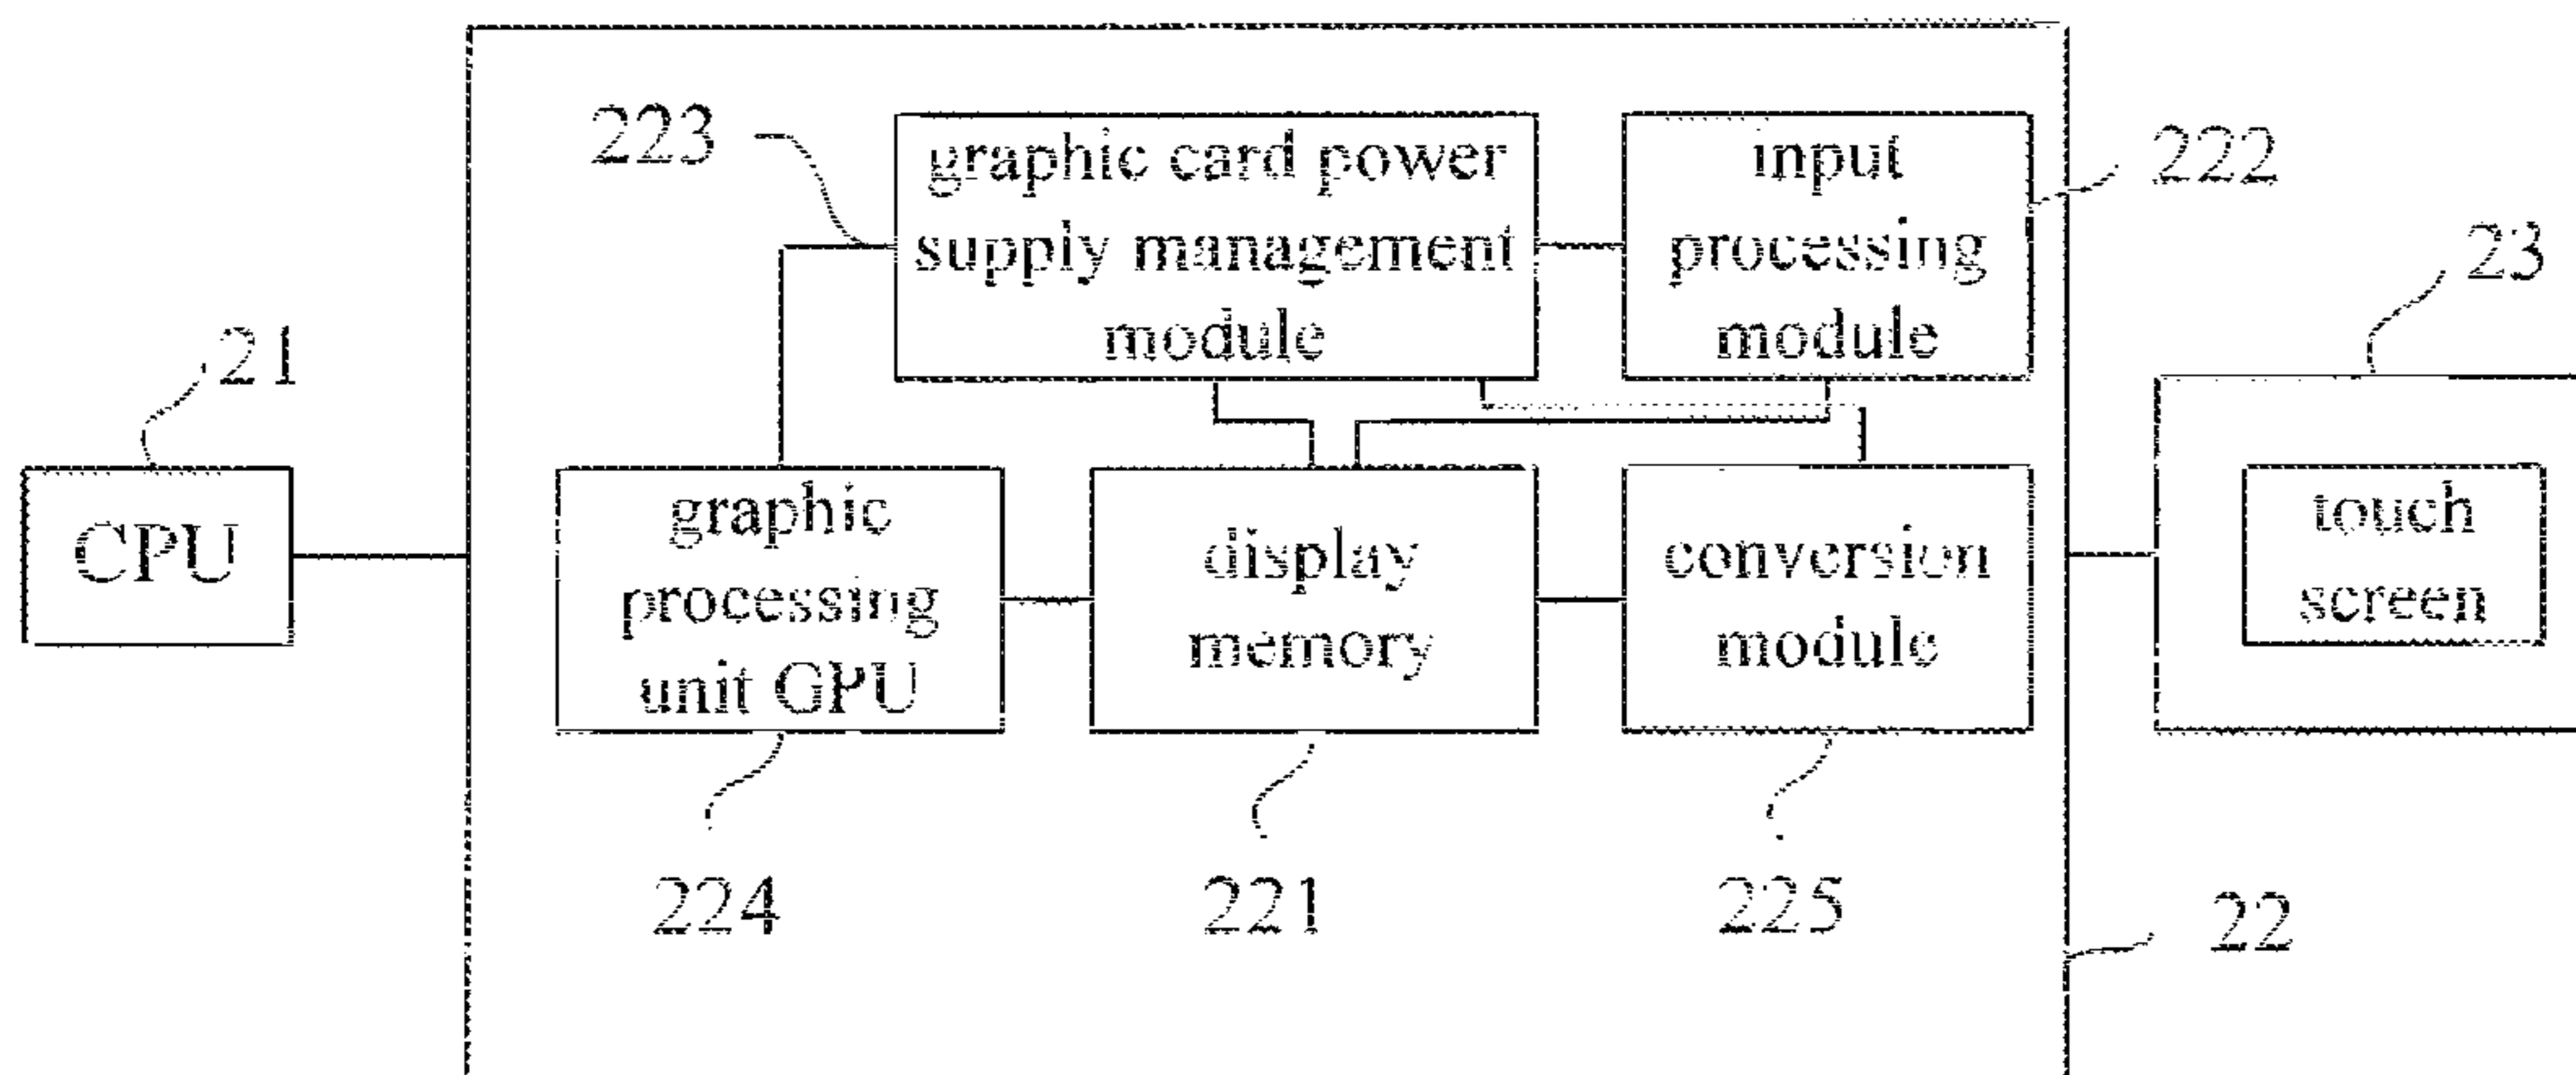 223
graphic card power
supply management
module
input
processing
module
222
23
21
CPU
graphic
processing
unit GPU
display
memory
conversion
module
touch
screen
224
221
225
22